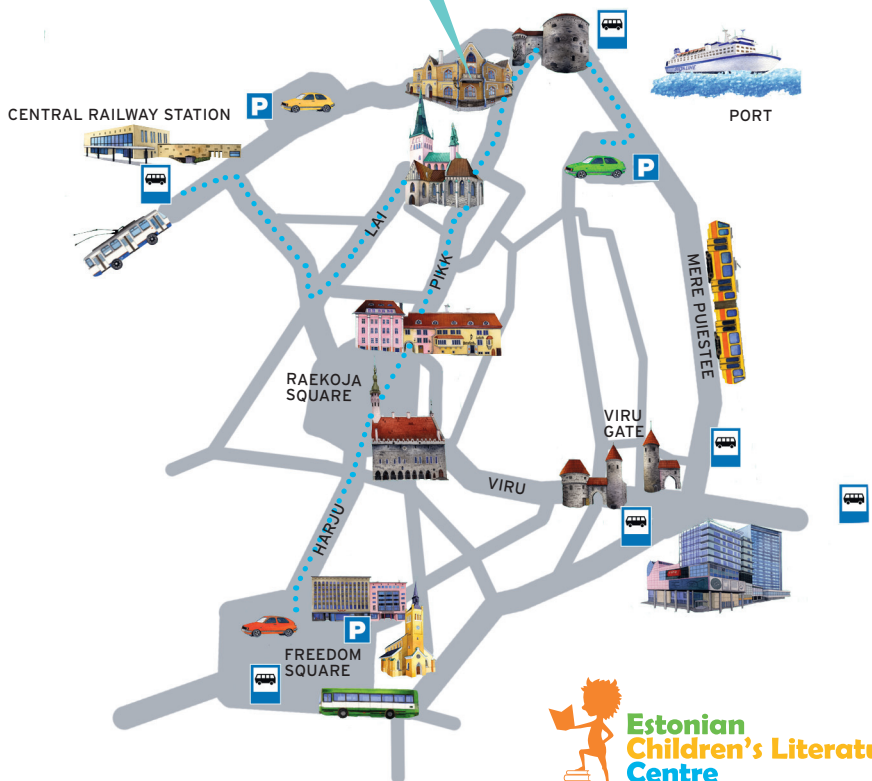 CENTRAL RAILWAY STATION
P
PORT
P
LAI
PIKK
MERE PUIESTEE
RAEKOJA
SQUARE
VIRU
GATE
VIRU
HARJU
P
FREEDOM
SQUARE
Estonian
Children's Literatu
Centre